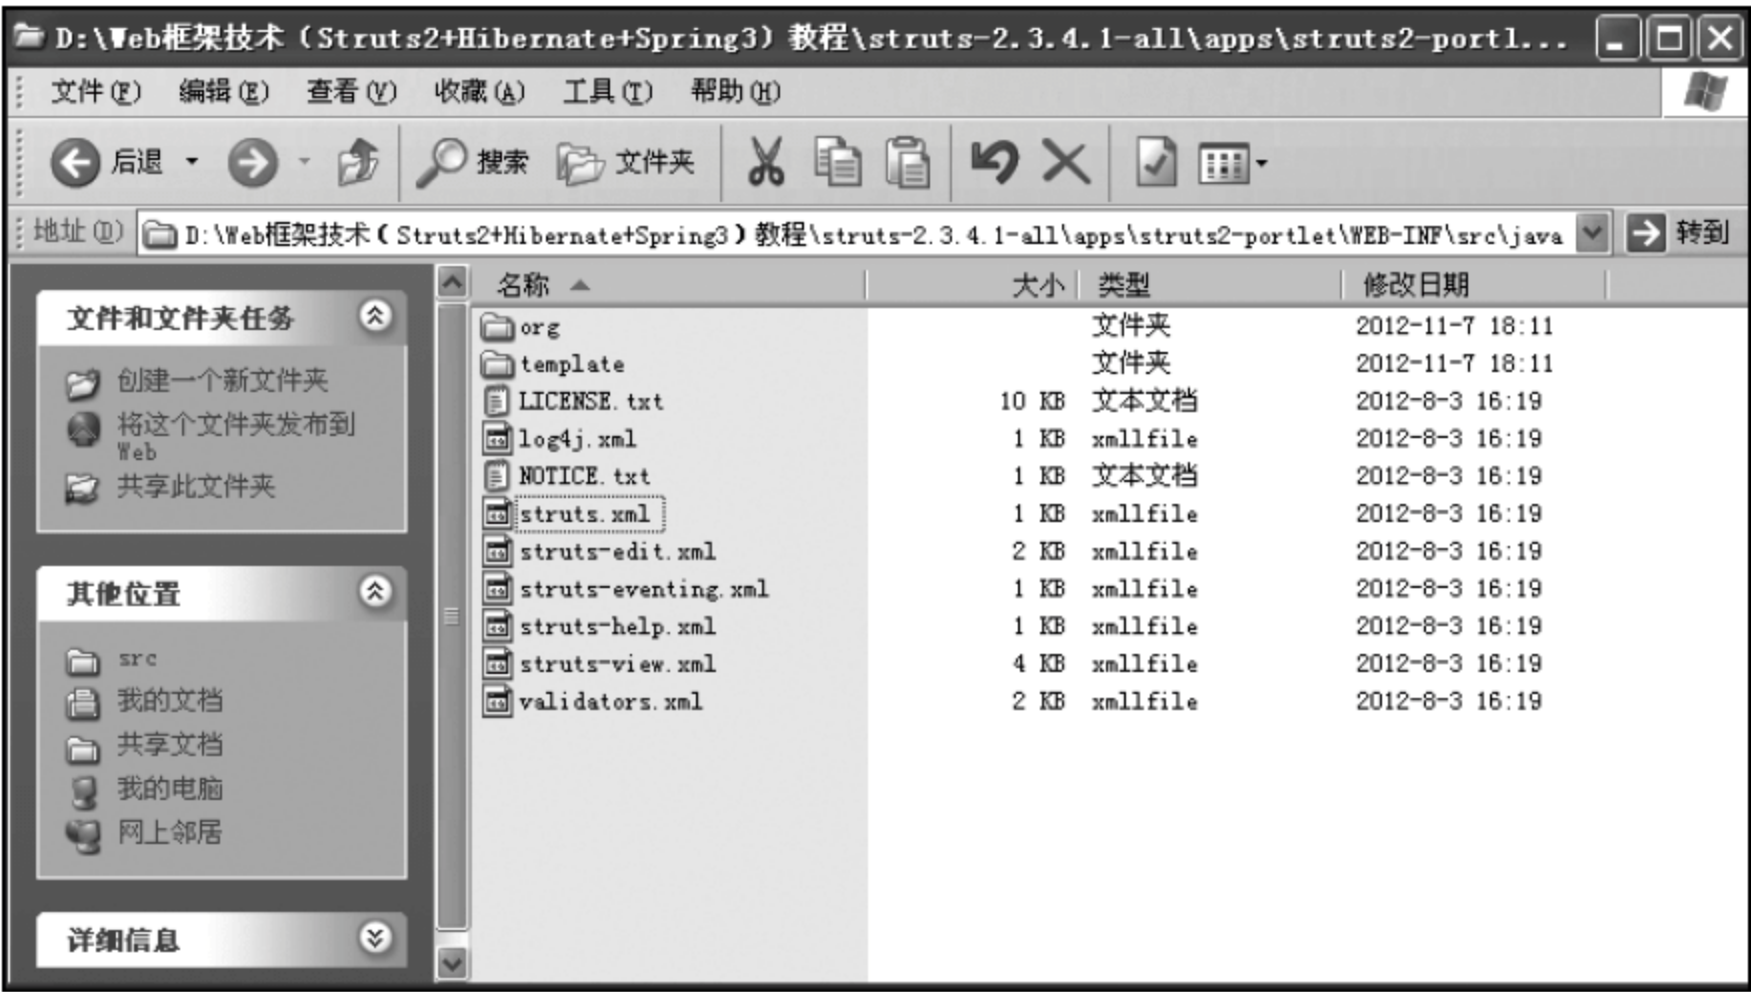 D:\Web框架技术（Struts2+Hibernate+Spring3）教程\struts-2.3.4.1-all\apps\struts2-portl...
文件(F) 编辑(E) 查看(V) 收藏(A) 工具(T) 帮助(H)
后退 搜索 文件夹
地址(D) D:\Web框架技术（Struts2+Hibernate+Spring3）教程\struts-2.3.4.1-all\apps\struts2-portlet\WEB-INF\src\java 转到
文件和文件夹任务
创建一个新文件夹
将这个文件夹发布到
Web
共享此文件夹
其他位置
src
我的文档
共享文档
我的电脑
网上邻居
详细信息
名称 大小 类型 修改日期
org 文件夹 2012-11-7 18:11
template 文件夹 2012-11-7 18:11
LICENSE.txt 10 KB 文本文档 2012-8-3 16:19
log4j.xml 1 KB xmllfile 2012-8-3 16:19
NOTICE.txt 1 KB 文本文档 2012-8-3 16:19
struts.xml 1 KB xmllfile 2012-8-3 16:19
struts-edit.xml 2 KB xmllfile 2012-8-3 16:19
struts-eventing.xml 1 KB xmllfile 2012-8-3 16:19
struts-help.xml 1 KB xmllfile 2012-8-3 16:19
struts-view.xml 4 KB xmllfile 2012-8-3 16:19
validators.xml 2 KB xmllfile 2012-8-3 16:19